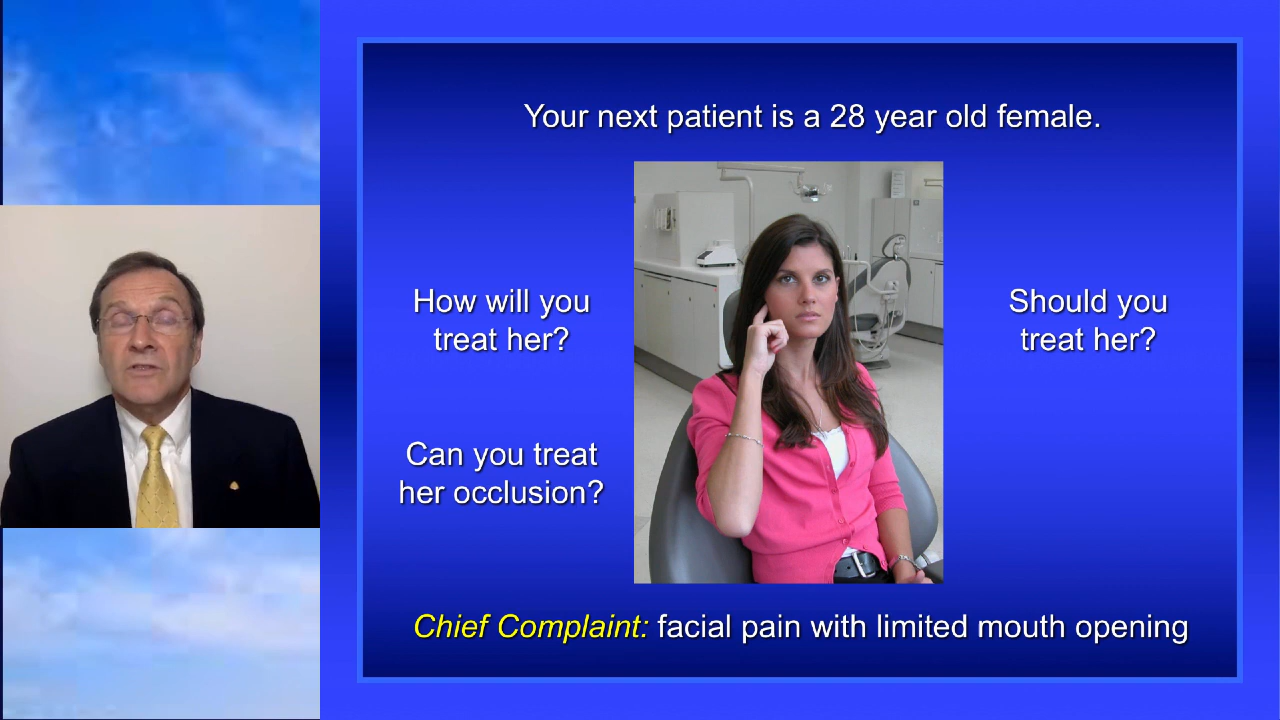 Your next patient is a 28 year old female.
How will you
treat her?
Should you
treat her?
Can you treat
her occlusion?
Chief Complaint: facial pain with limited mouth opening